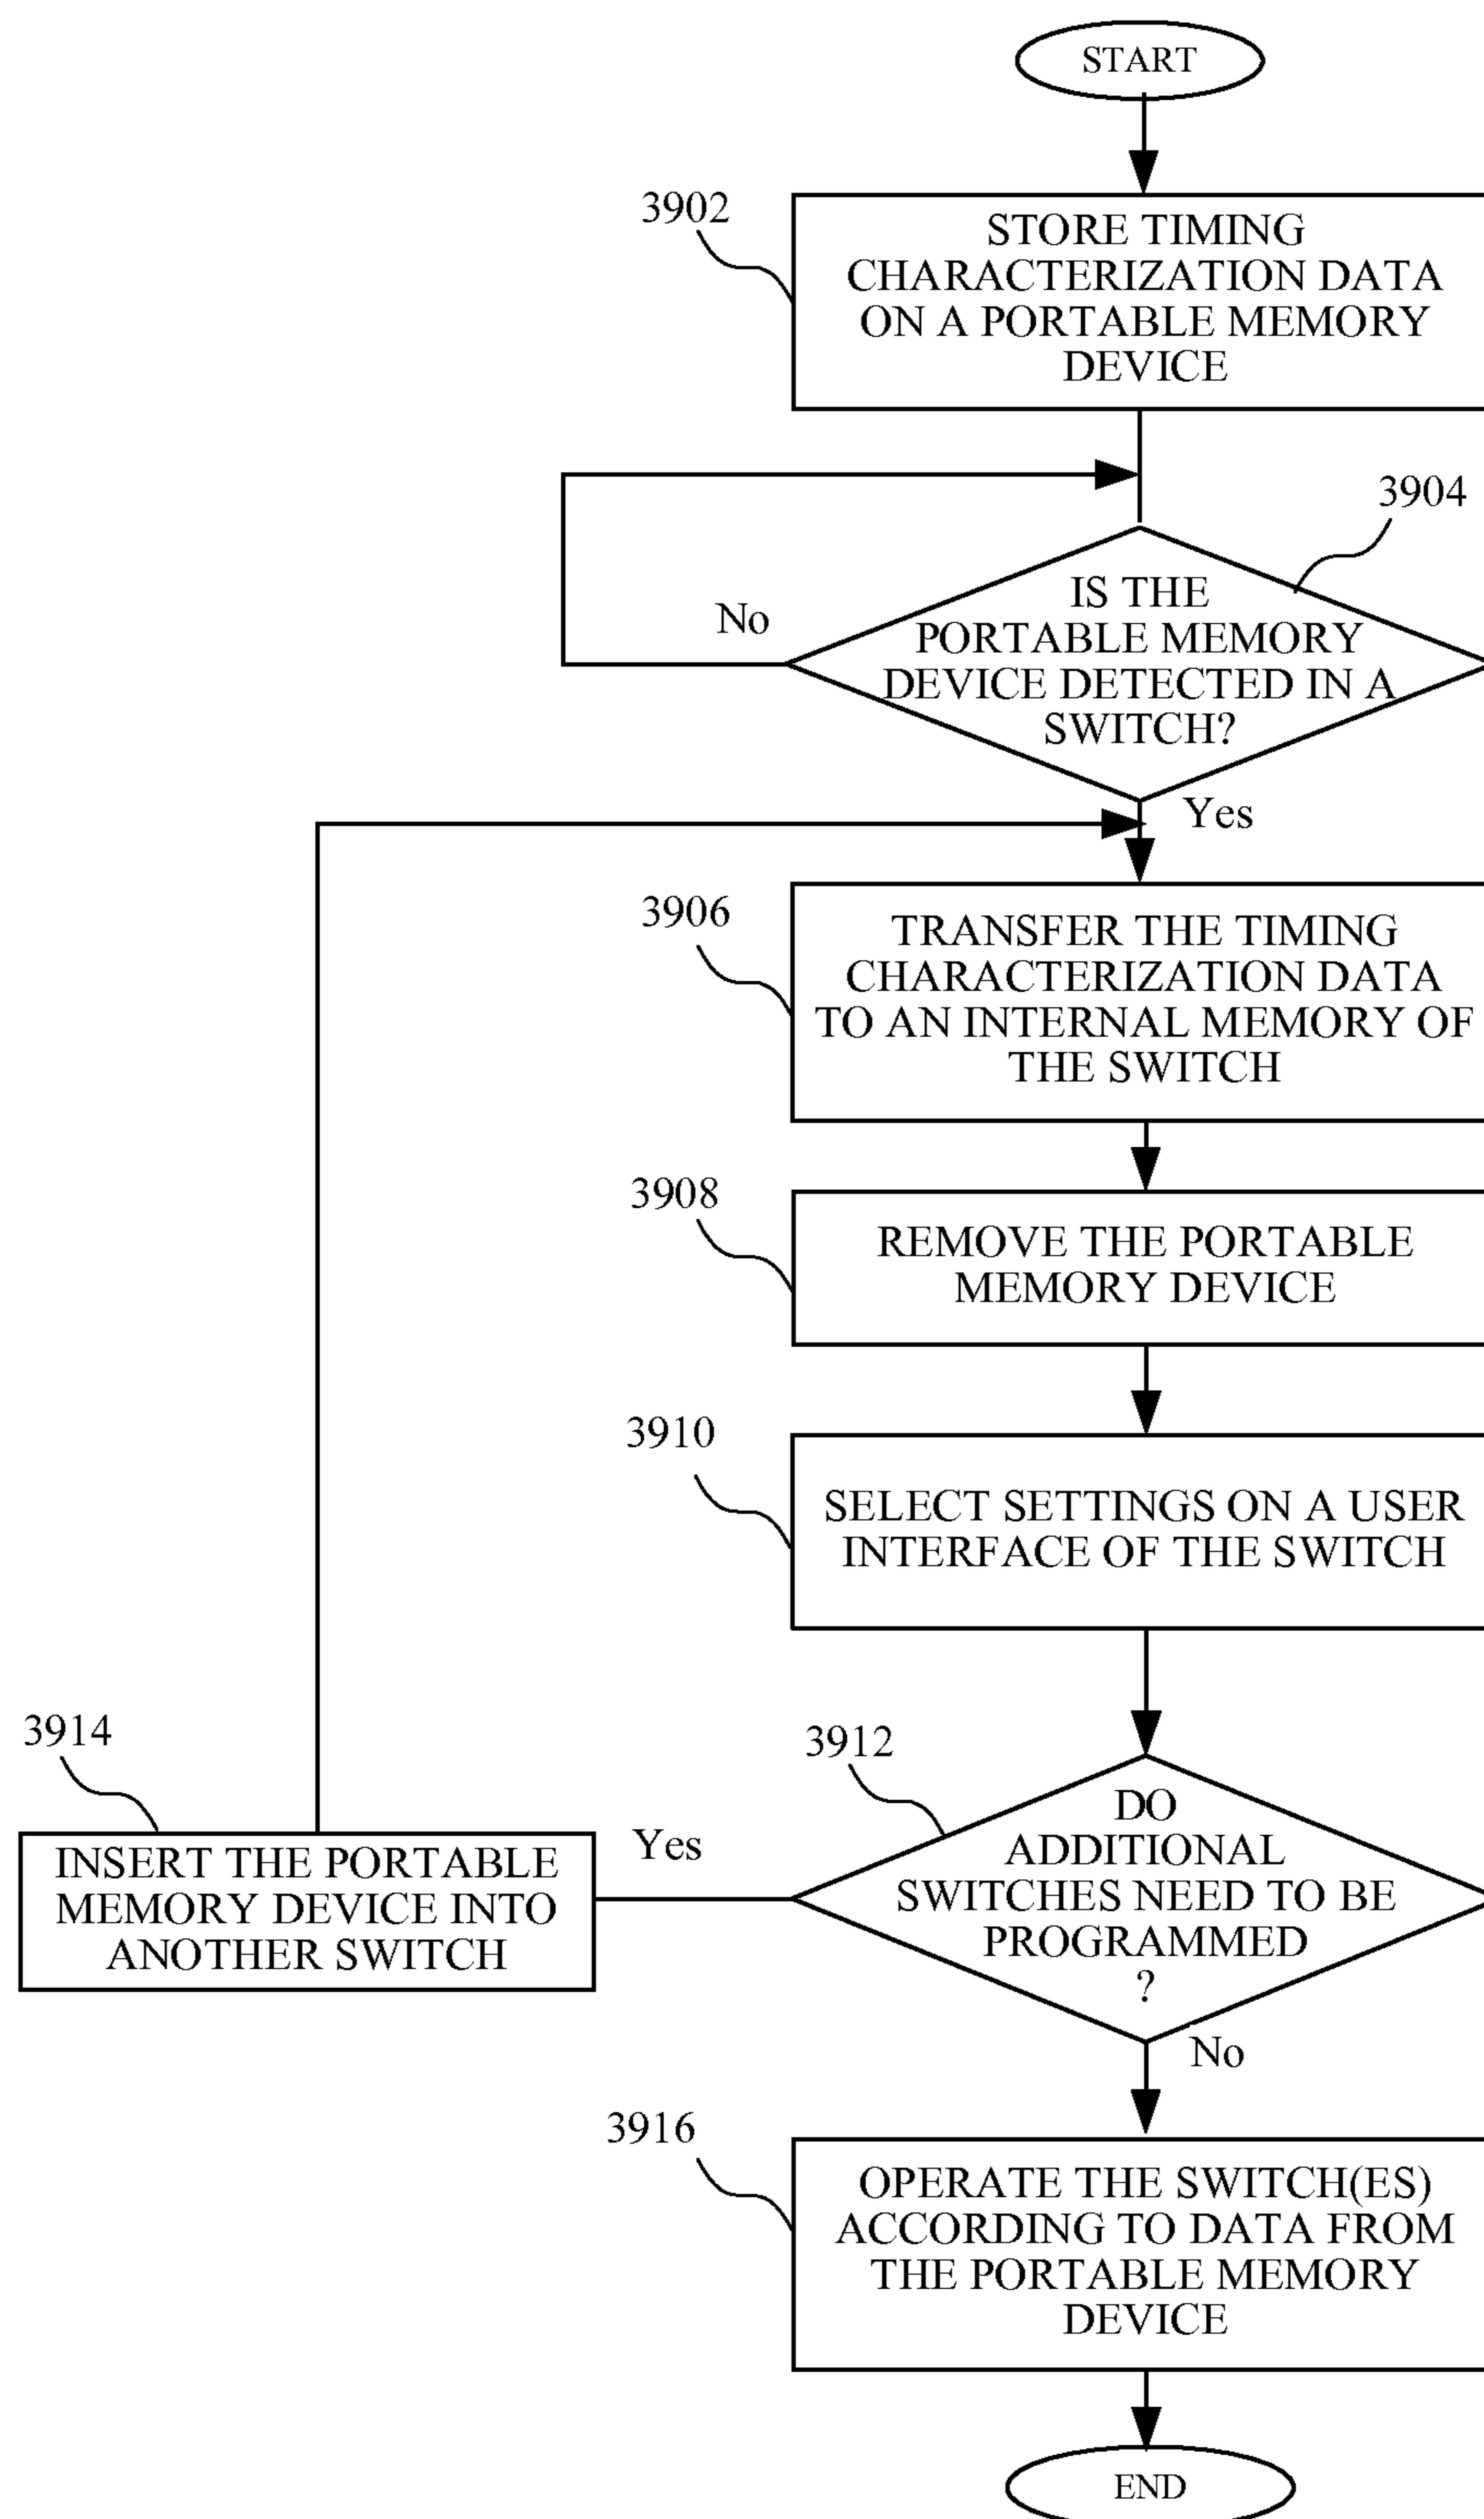 START
3902
STORE TIMING
CHARACTERIZATION DATA
ON A PORTABLE MEMORY
DEVICE
3904
IS THE
PORTABLE MEMORY
DEVICE DETECTED IN A
SWITCH?
No
Yes
3906
TRANSFER THE TIMING
CHARACTERIZATION DATA
TO AN INTERNAL MEMORY OF
THE SWITCH
3908
REMOVE THE PORTABLE
MEMORY DEVICE
3910
SELECT SETTINGS ON A USER
INTERFACE OF THE SWITCH
3912
DO
ADDITIONAL
SWITCHES NEED TO BE
PROGRAMMED
?
Yes
3914
INSERT THE PORTABLE
MEMORY DEVICE INTO
ANOTHER SWITCH
No
3916
OPERATE THE SWITCH(ES)
ACCORDING TO DATA FROM
THE PORTABLE MEMORY
DEVICE
END